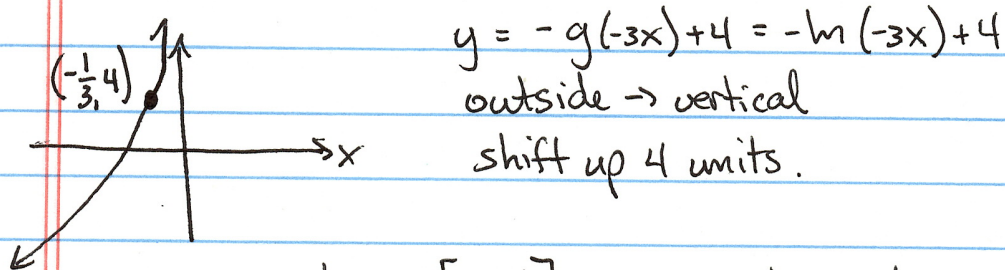 y = -g(-3x)+4 = -ln(-3x)+4
(-1/3, 4)
outside → vertical
x
shift up 4 units.